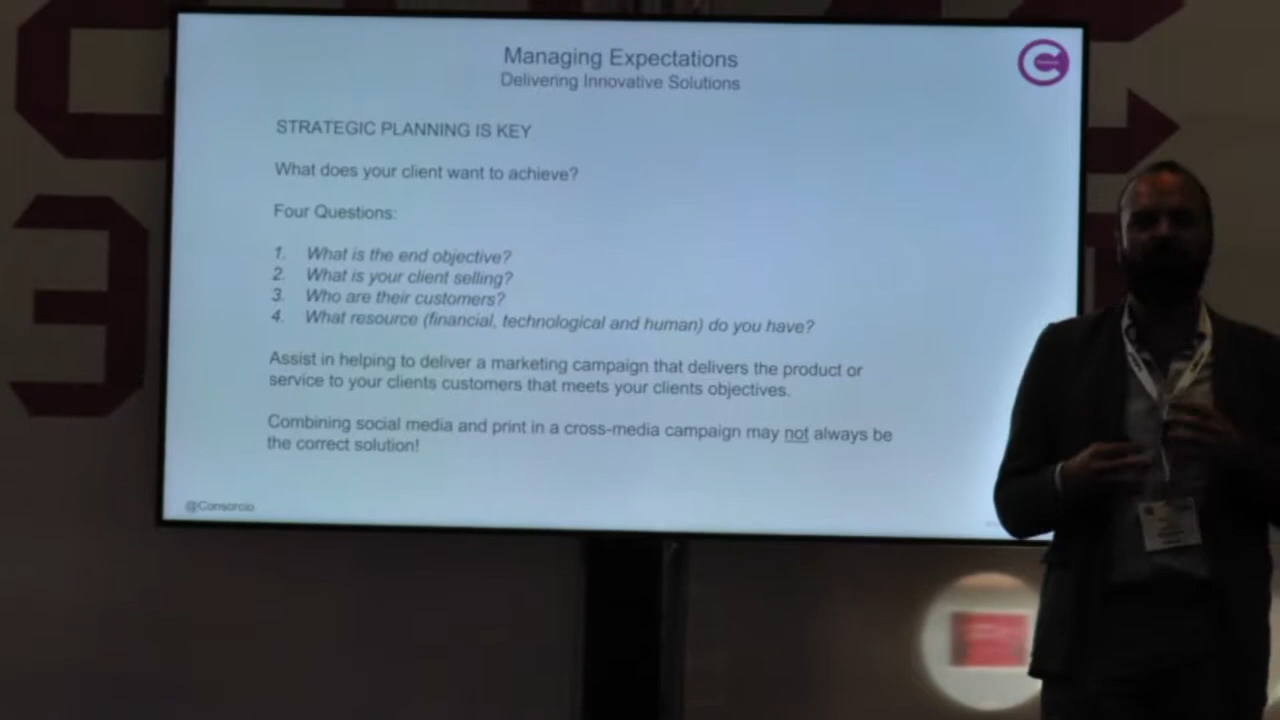 Managing Expectations
Delivering Innovative Solutions
STRATEGIC PLANNING IS KEY
What does your client want to achieve?
Four Questions:
1. What is the end objective?
2. What is your client selling?
3. Who are their customers?
4. What resource (financial, technological and human) do you have?
Assist in helping to deliver a marketing campaign that delivers the product or
service to your clients customers that meets your clients objectives.
Combining social media and print in a cross-media campaign may not always be
the correct solution!
@Consorcio